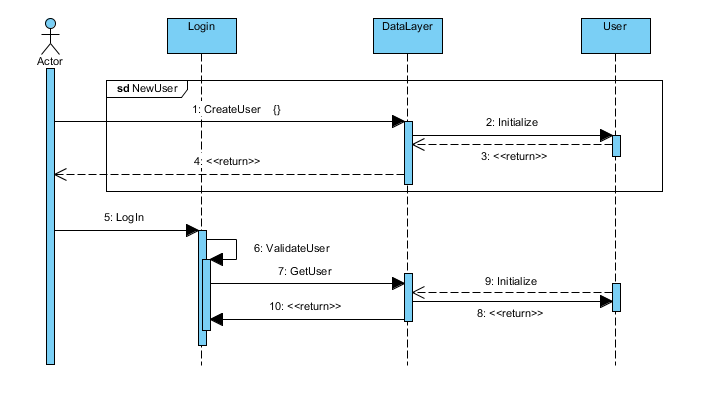 Login
DataLayer
User
Actor
sd NewUser
1: CreateUser {}
2: Initialize
3: <<return>>
4: <<return>>
5: LogIn
6: ValidateUser
7: GetUser
9: Initialize
10: <<return>>
8: <<return>>